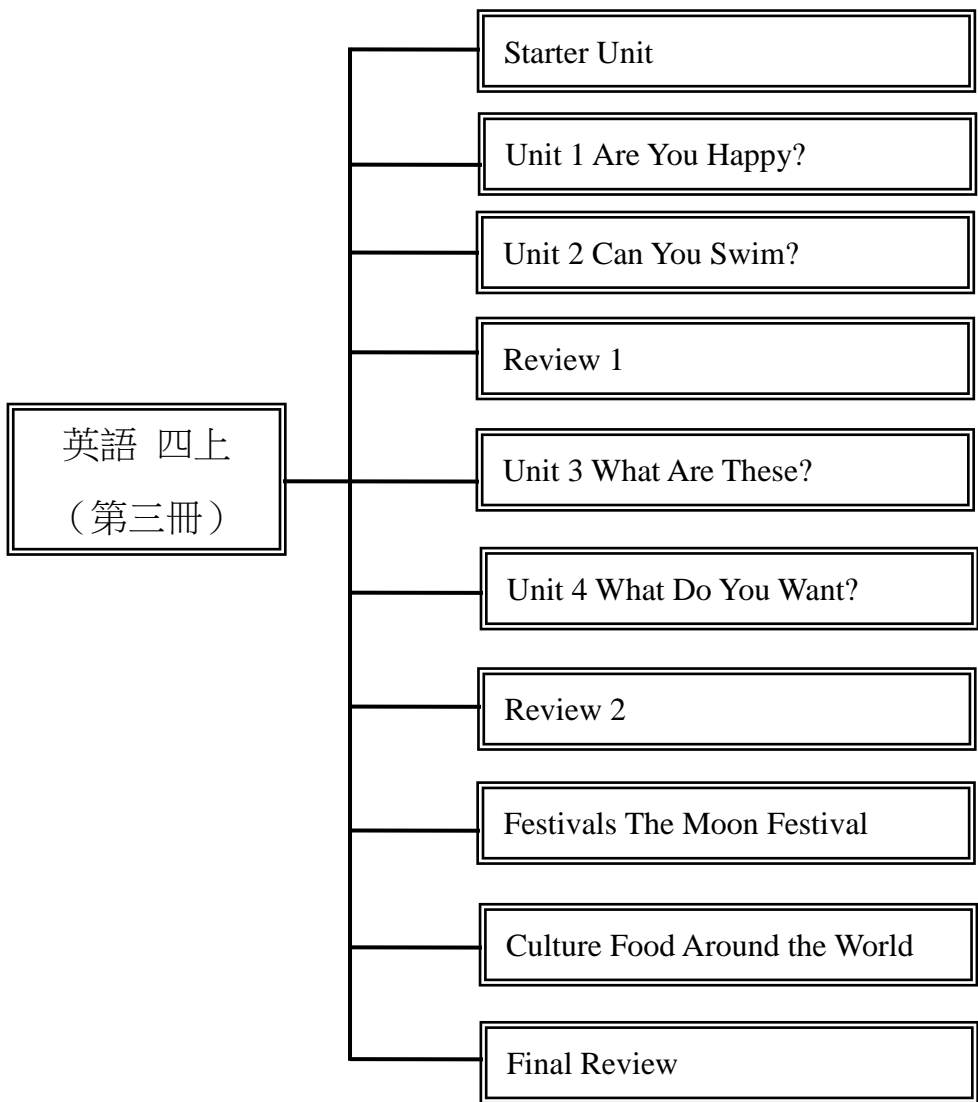 Starter Unit
Unit 1 Are You Happy?
Unit 2 Can You Swim?
Review 1
英語 四上
（第三冊）
Unit 3 What Are These?
Unit 4 What Do You Want?
Review 2
Festivals The Moon Festival
Culture Food Around the World
Final Review